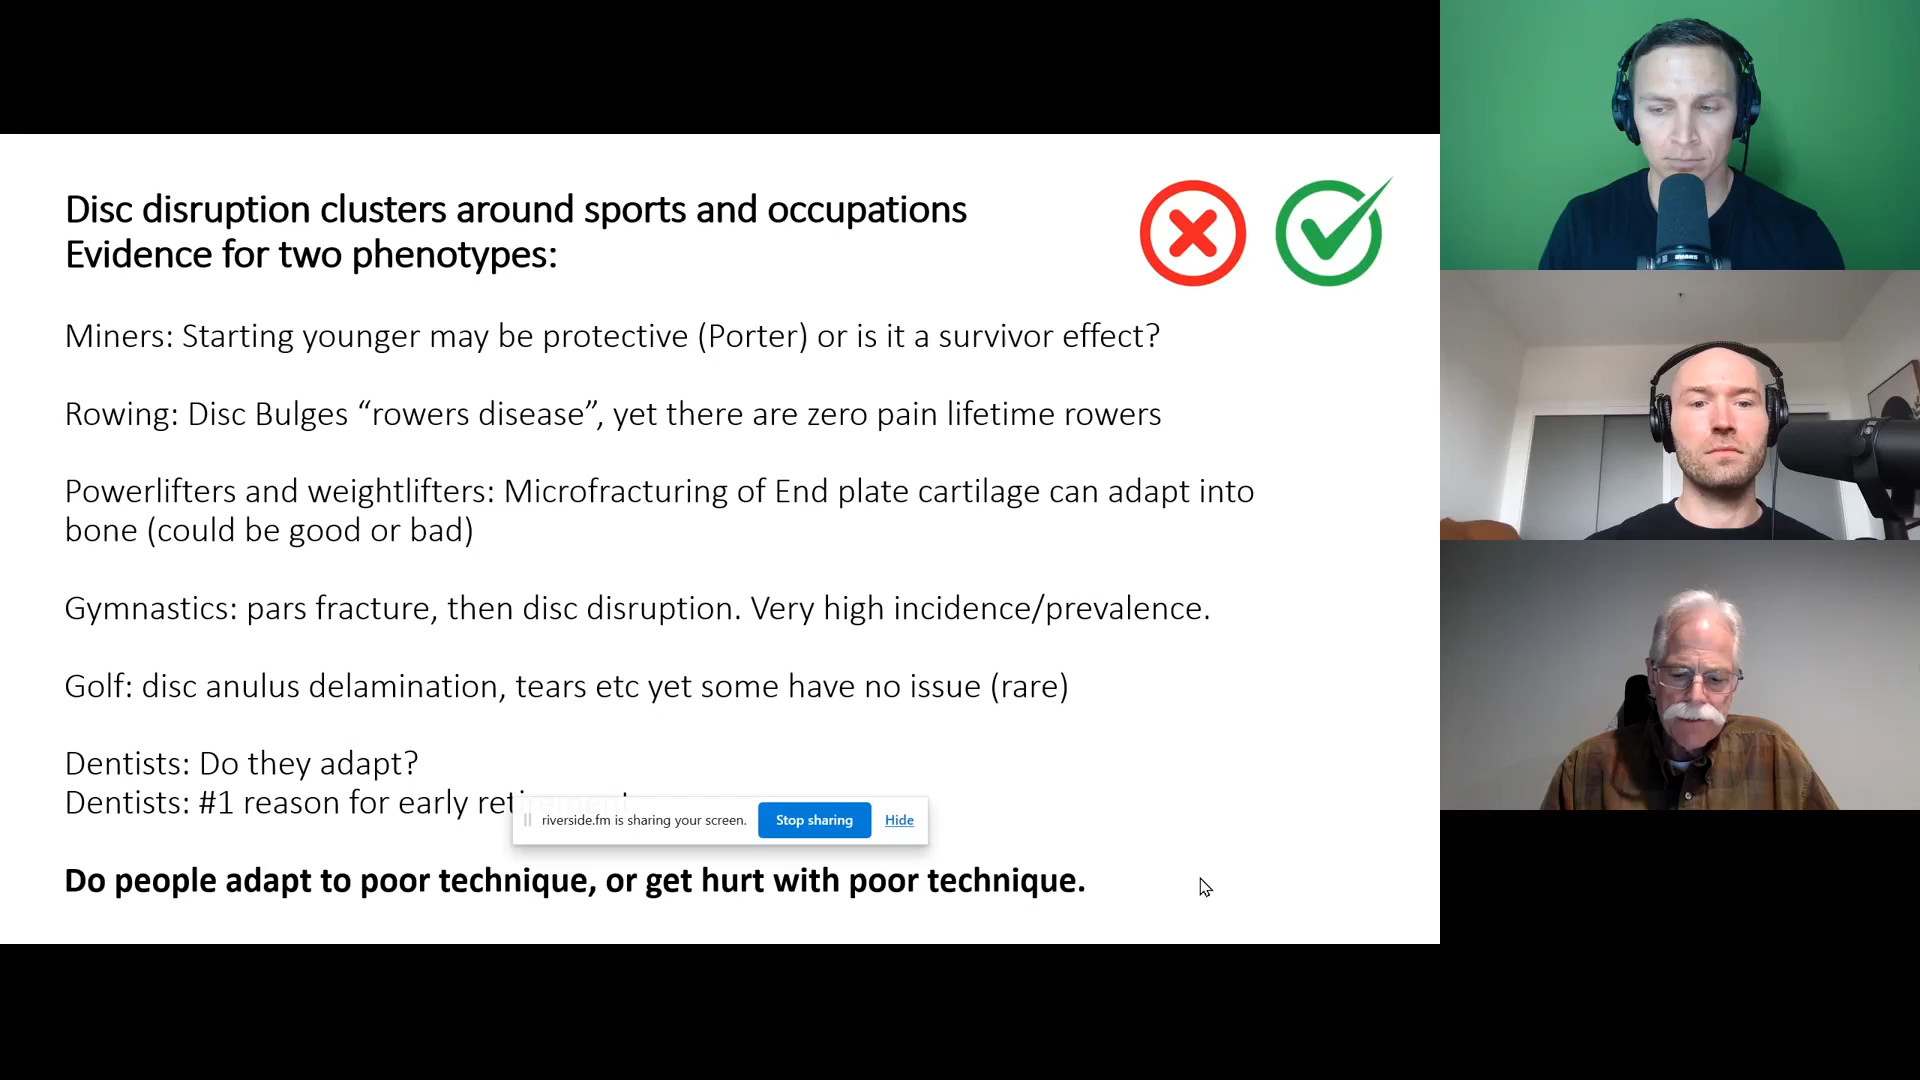 Disc disruption clusters around sports and occupations
Evidence for two phenotypes:
Miners: Starting younger may be protective (Porter) or is it a survivor effect?
Rowing: Disc Bulges “rowers disease”, yet there are zero pain lifetime rowers
Powerlifters and weightlifters: Microfracturing of End plate cartilage can adapt into
bone (could be good or bad)
Gymnastics: pars fracture, then disc disruption. Very high incidence/prevalence.
Golf: disc anulus delamination, tears etc yet some have no issue (rare)
Dentists: Do they adapt?
Dentists: #1 reason for early retirement
riverside.fm is sharing your screen.
Stop sharing
Hide
Do people adapt to poor technique, or get hurt with poor technique.
SHURE